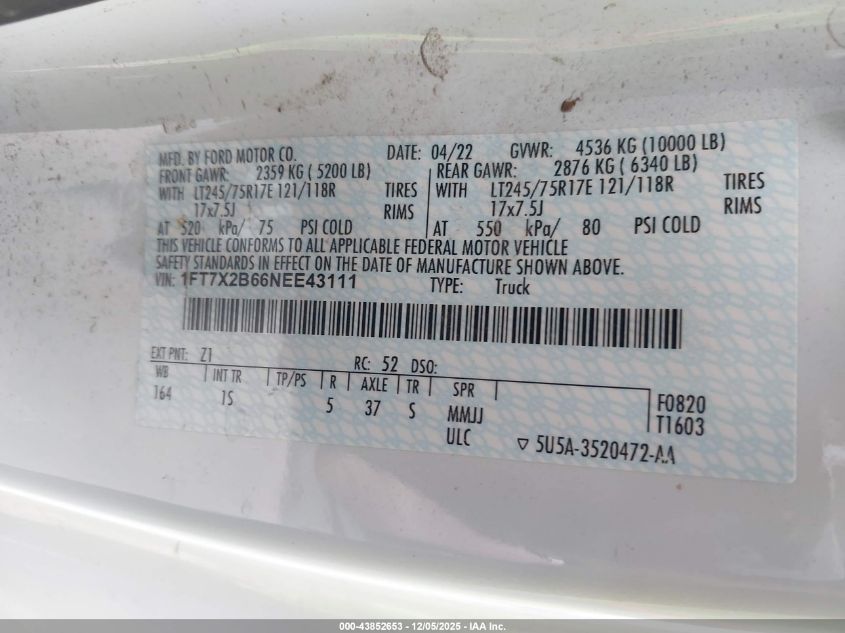 MFD. BY FORD MOTOR CO. DATE: 04/22 GVWR: 4536 KG (10000 LB)
FRONT GAWR: 2359 KG ( 5200 LB) REAR GAWR: 2876 KG ( 6340 LB)
WITH LT245/75R17E 121/118R TIRES WITH LT245/75R17E 121/118R TIRES
17x7.5J RIMS 17x7.5J RIMS
AT 520 kPa/ 75 PSI COLD AT 550 kPa/ 80 PSI COLD
THIS VEHICLE CONFORMS TO ALL APPLICABLE FEDERAL MOTOR VEHICLE
SAFETY STANDARDS IN EFFECT ON THE DATE OF MANUFACTURE SHOWN ABOVE.
VIN: 1FT7X2B66NEE43111 TYPE: Truck
EXT PNT: Z1 RC: 52 DSO:
WB INT TR TP/PS R AXLE TR SPR
164 1S 5 37 S MMJJ F0820
ULC T1603
5U5A-3520472-AA
000-43852653 - 12/05/2025 - IAA Inc.